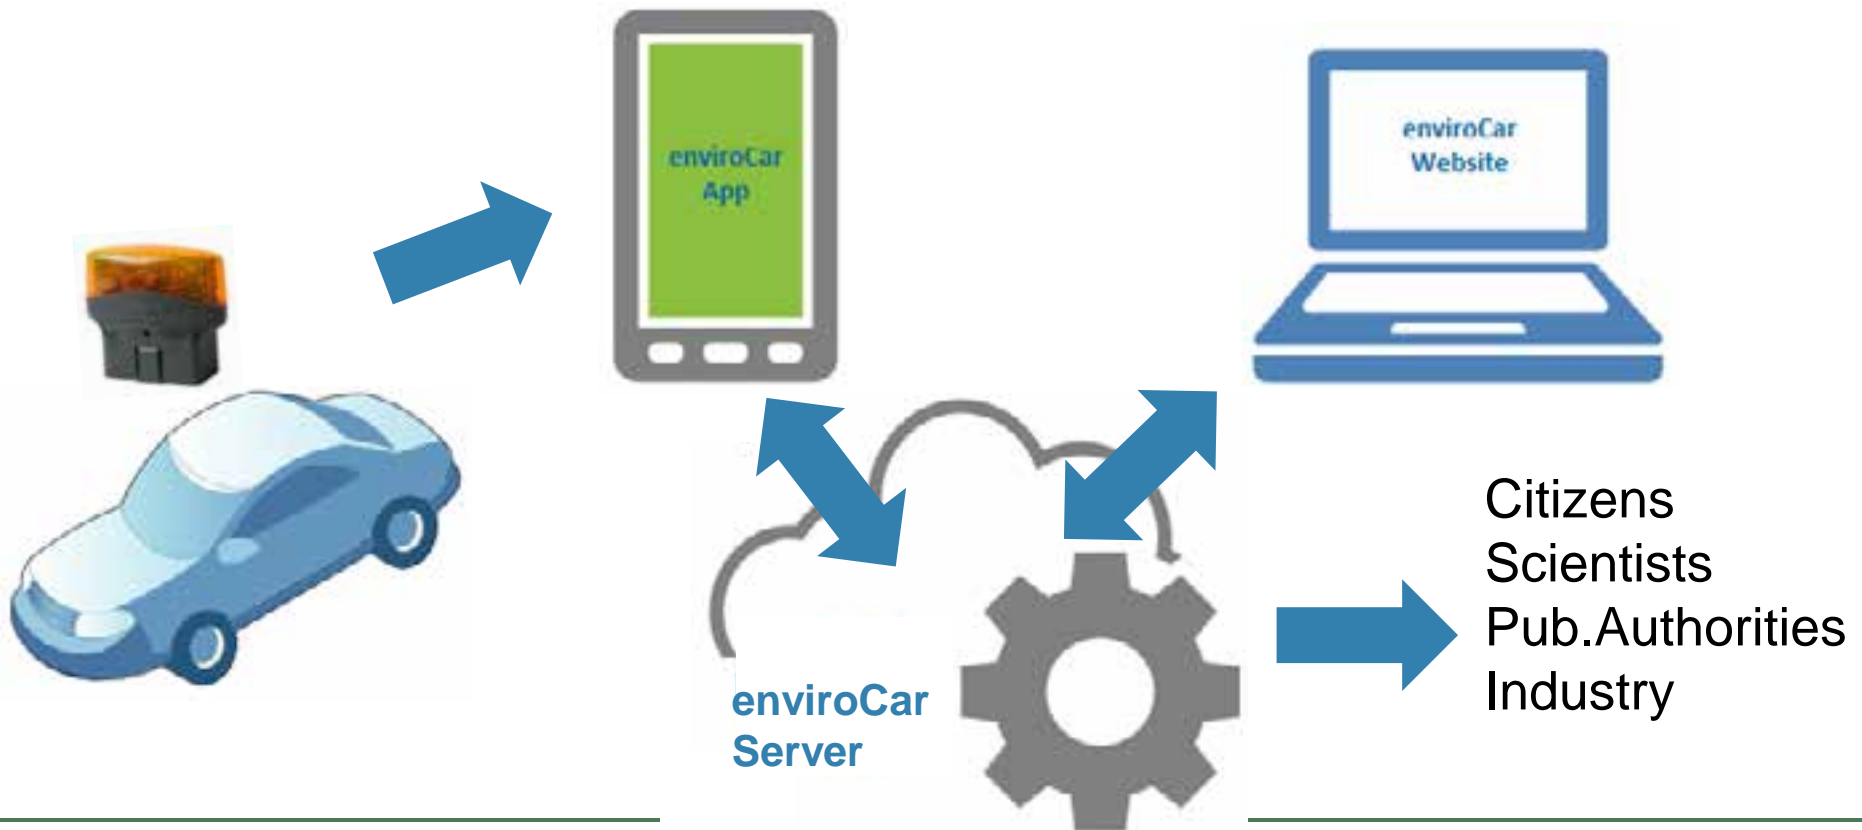 enviroCar
App
enviroCar
Website
enviroCar
Server
Citizens
Scientists
Pub.Authorities
Industry